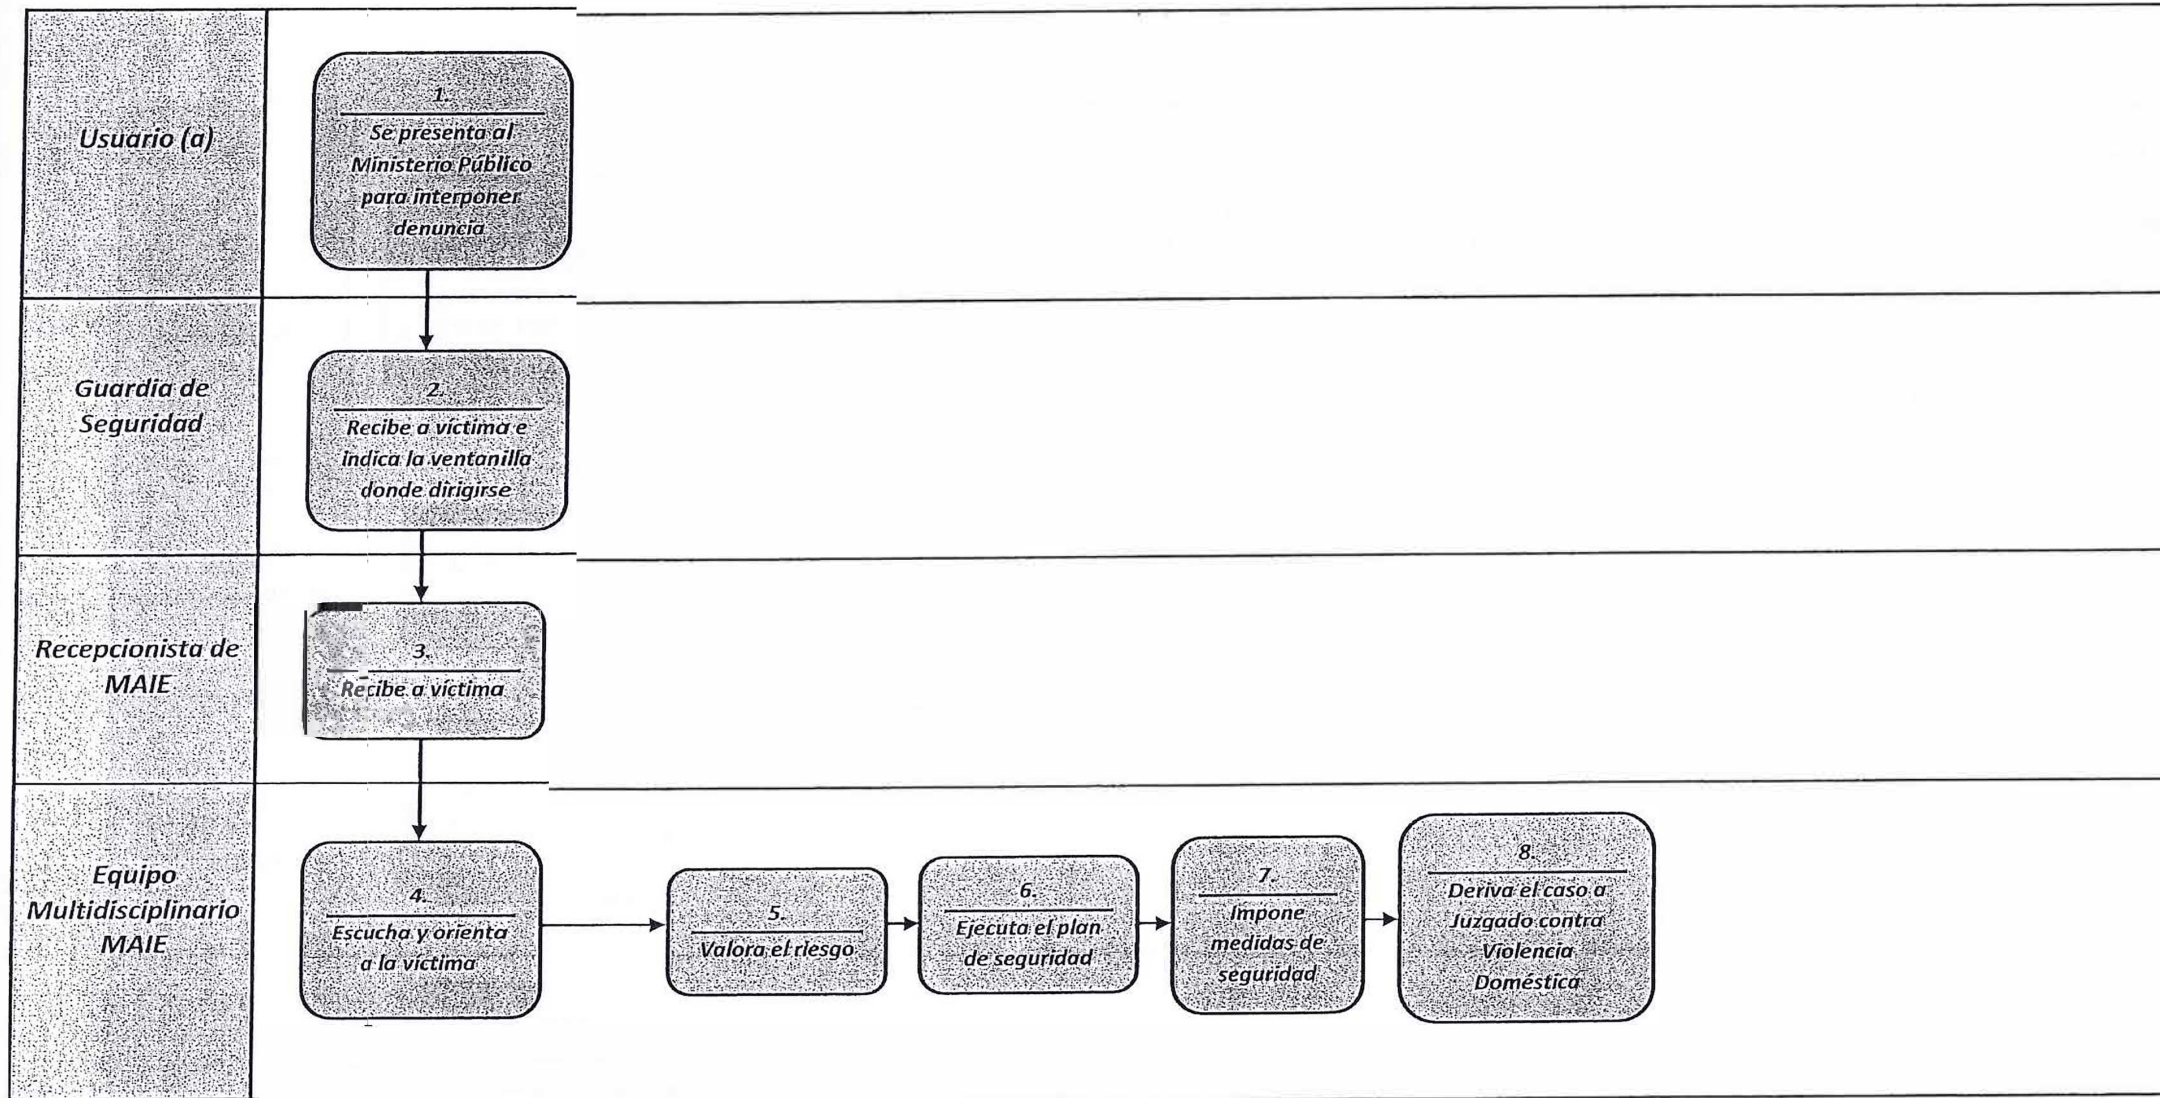 Usuario (a)
1.
Se presenta al
Ministerio Público
para interponer
denuncia
Guardia de
Seguridad
2.
Recibe a víctima e
indica la ventanilla
donde dirigirse
Recepcionista de
MAIE
3.
Recibe a víctima
Equipo
Multidisciplinario
MAIE
4.
Escucha y orienta
a la víctima
5.
Valora el riesgo
6.
Ejecuta el plan
de seguridad
7.
Impone
medidas de
seguridad
8.
Deriva el caso a
Juzgado contra
Violencia
Doméstica